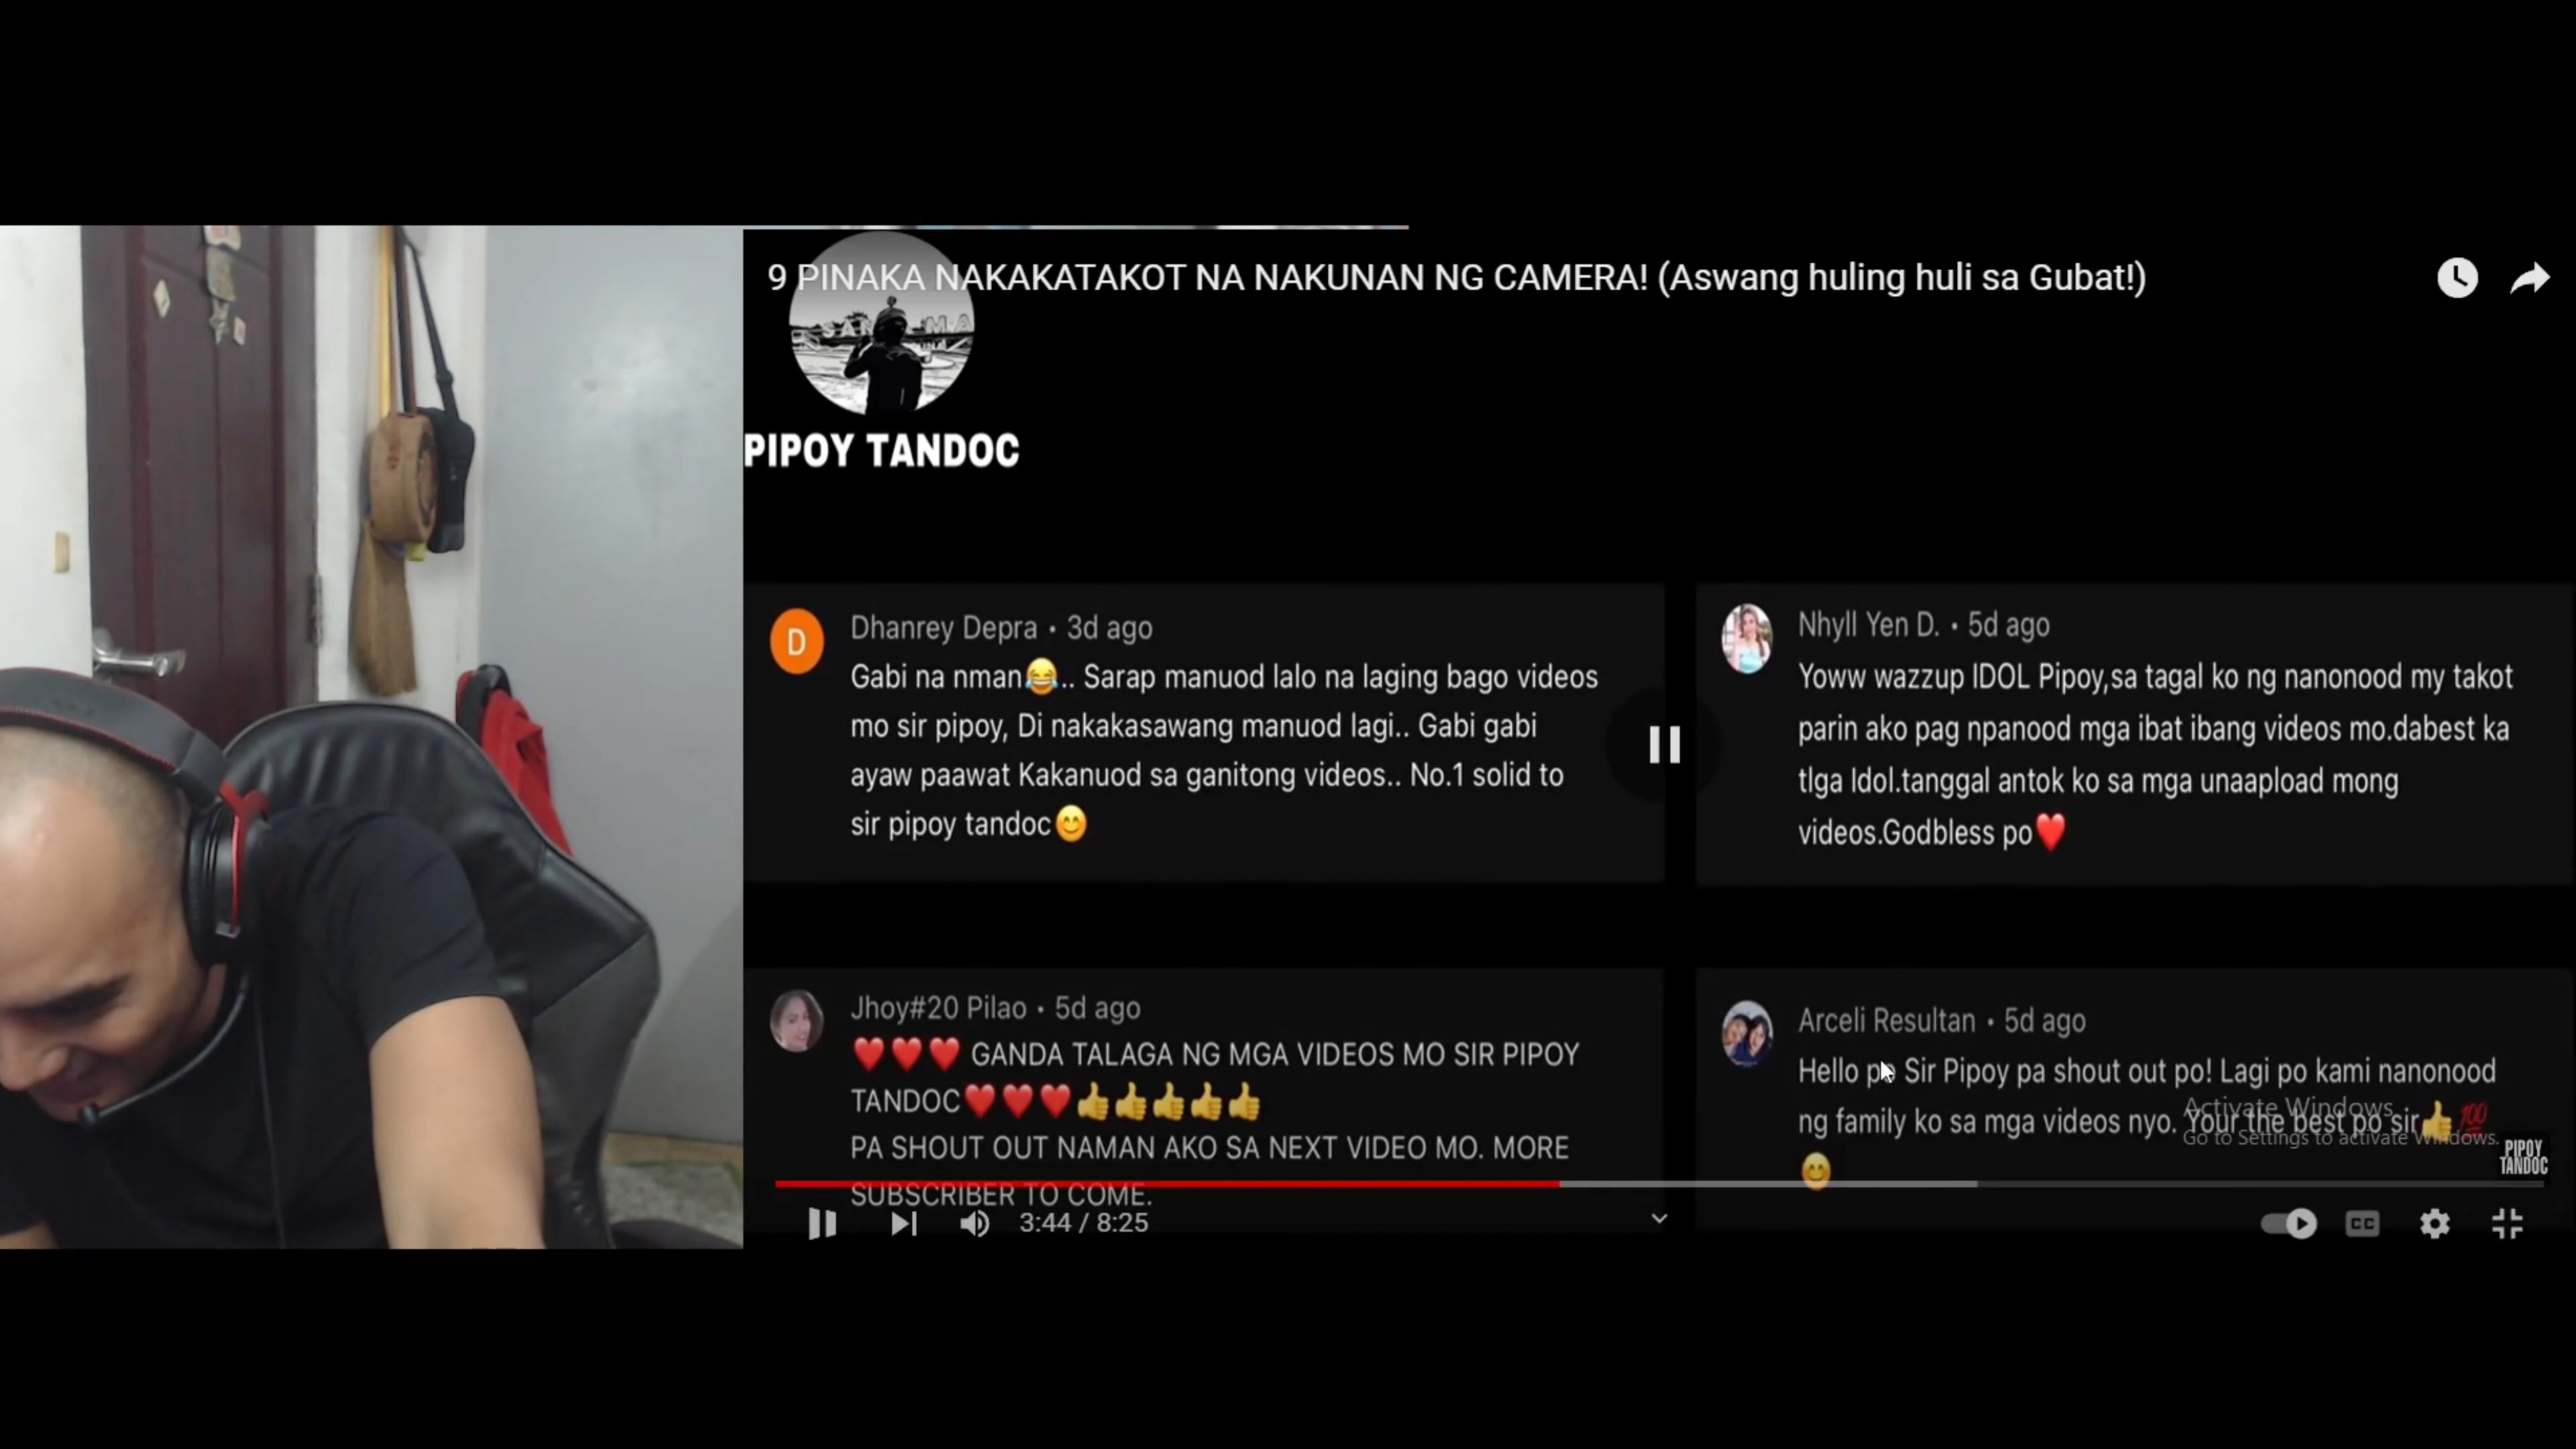 9 PINAKA NAKAKATAKOT NA NAKUNAN NG CAMERA! (Aswang huling huli sa Gubat!)
PIPOY TANDOC
Dhanrey Depra • 3d ago
Gabi na nman😂.. Sarap manuod lalo na laging bago videos
mo sir pipoy, Di nakakasawang manuod lagi.. Gabi gabi
ayaw paawat Kakanuod sa ganitong videos.. No.1 solid to
sir pipoy tandoc😊
Nhyll Yen D. • 5d ago
Yoww wazzup IDOL Pipoy,sa tagal ko ng nanonood my takot
parin ako pag npanood mga ibat ibang videos mo.dabest ka
tlga Idol.tanggal antok ko sa mga unaapload mong
videos.Godbless po❤️
Jhoy#20 Pilao • 5d ago
❤️❤️❤️ GANDA TALAGA NG MGA VIDEOS MO SIR PIPOY
TANDOC❤️❤️❤️👍👍👍👍👍
PA SHOUT OUT NAMAN AKO SA NEXT VIDEO MO. MORE
SUBSCRIBER TO COME.
Arceli Resultan • 5d ago
Hello po Sir Pipoy pa shout out po! Lagi po kami nanonood
ng family ko sa mga videos nyo. Your the best po sir👍💯
😊
Activate Windows
Go to Settings to activate Windows.
PIPOY
TANDOC
3:44 / 8:25
CC